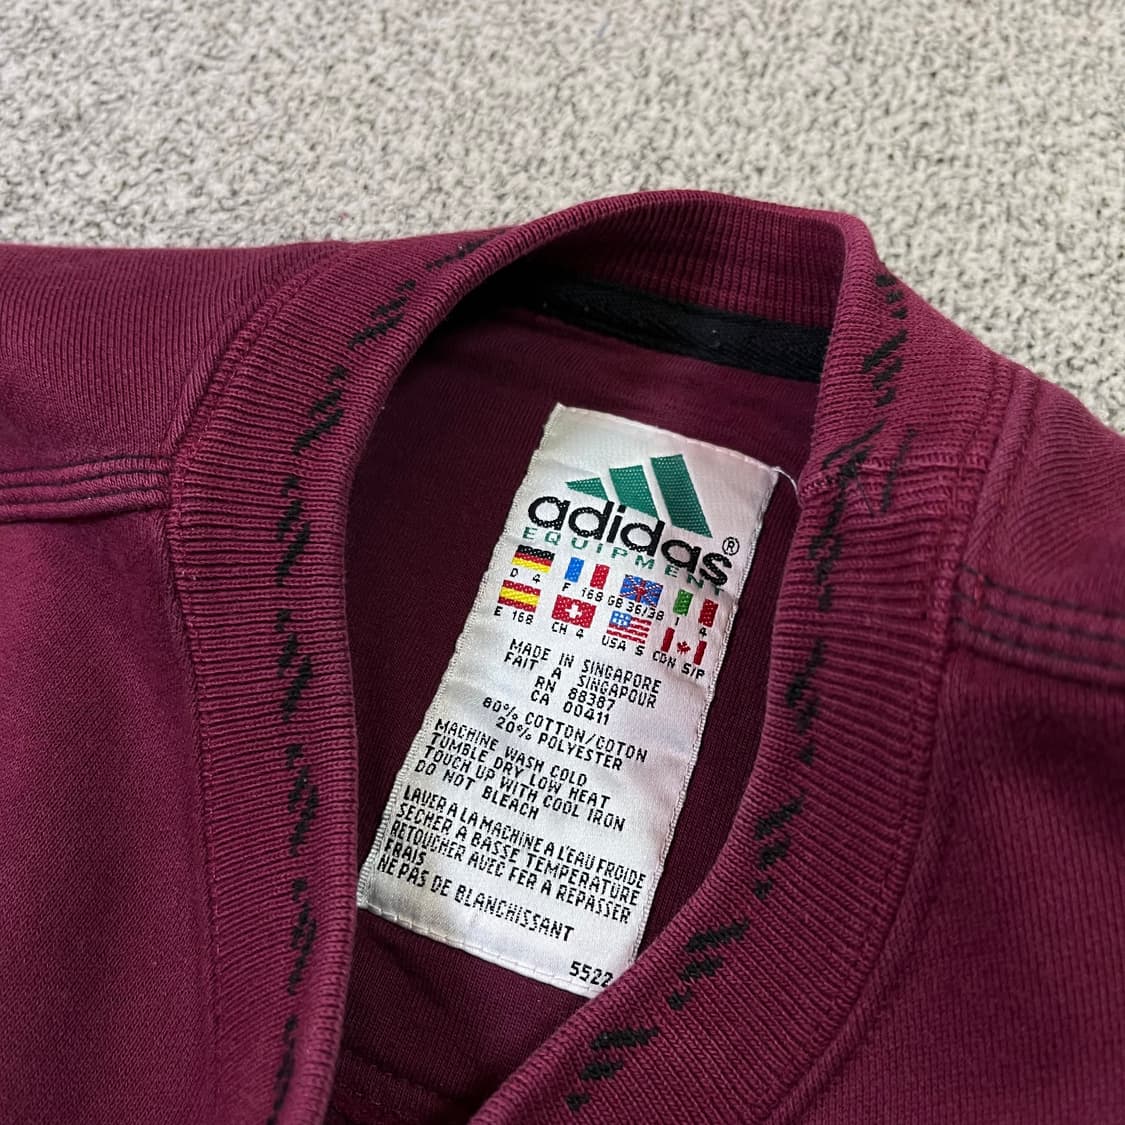 adidas®
EQUIPMENT
D 4 F 168 GB 36/38 I 4
E 168 CH 4 USA S CDN S/P
MADE IN SINGAPORE
FAIT A SINGAPOUR
RN 88387
CA 00411
80% COTTON/COTON
20% POLYESTER
MACHINE WASH COLD
TUMBLE DRY LOW HEAT
TOUCH UP WITH COOL IRON
DO NOT BLEACH
LAVER A LA MACHINE A L'EAU FROIDE
SECHER A BASSE TEMPERATURE
RETOUCHER AVEC FER A REPASSER
FRAIS
NE PAS DE BLANCHISSANT
5522